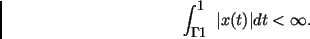 ∫_{Γ1}^{1} |x(t)|dt < ∞.